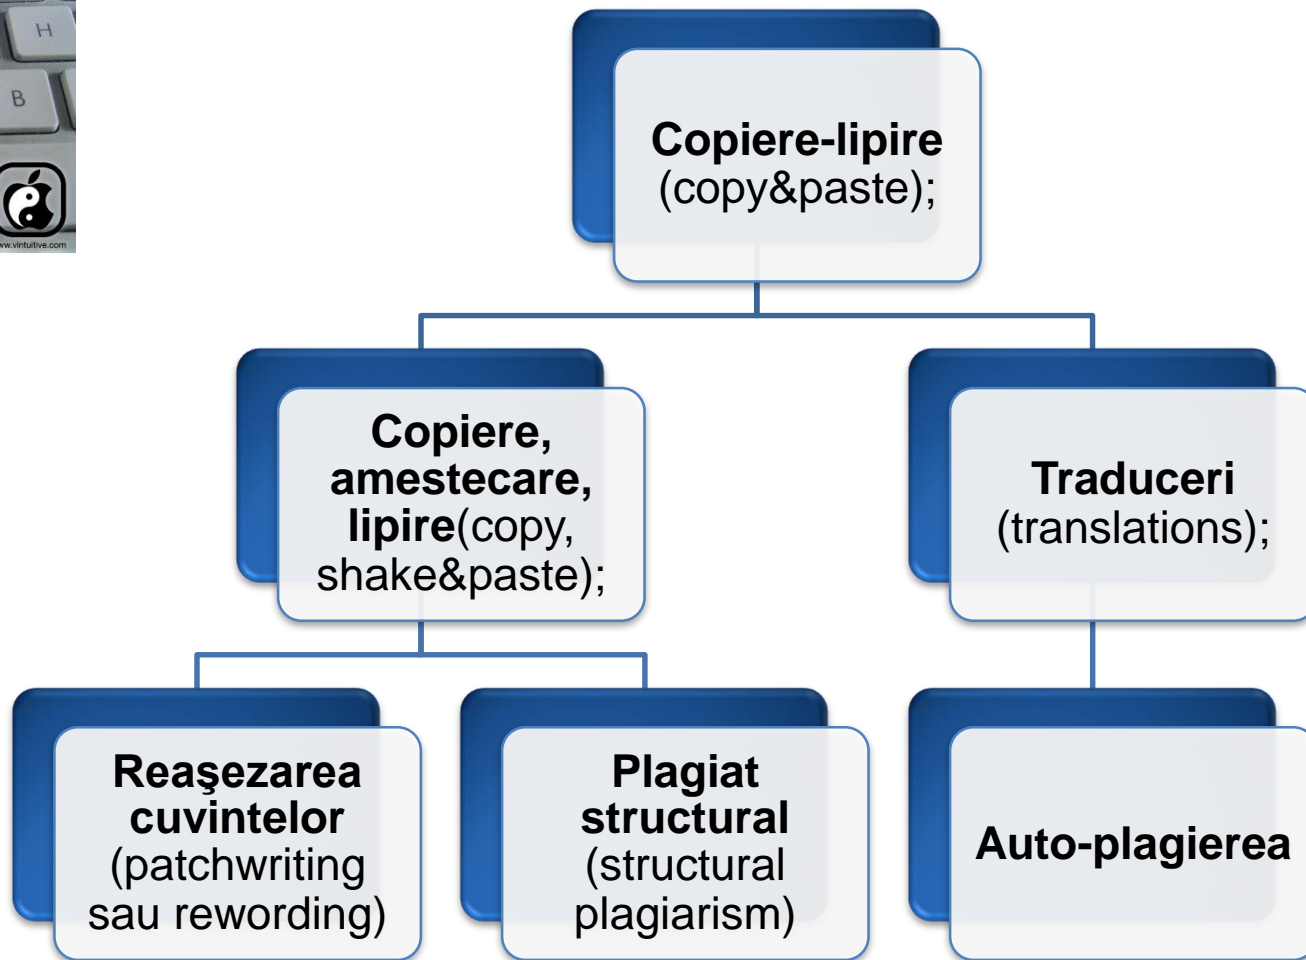 H
B
www.vintuitive.com
Copiere-lipire
(copy&paste);
Copiere,
amestecare,
lipire(copy,
shake&paste);
Traduceri
(translations);
Reaşezarea
cuvintelor
(patchwriting
sau rewording)
Plagiat
structural
(structural
plagiarism)
Auto-plagierea